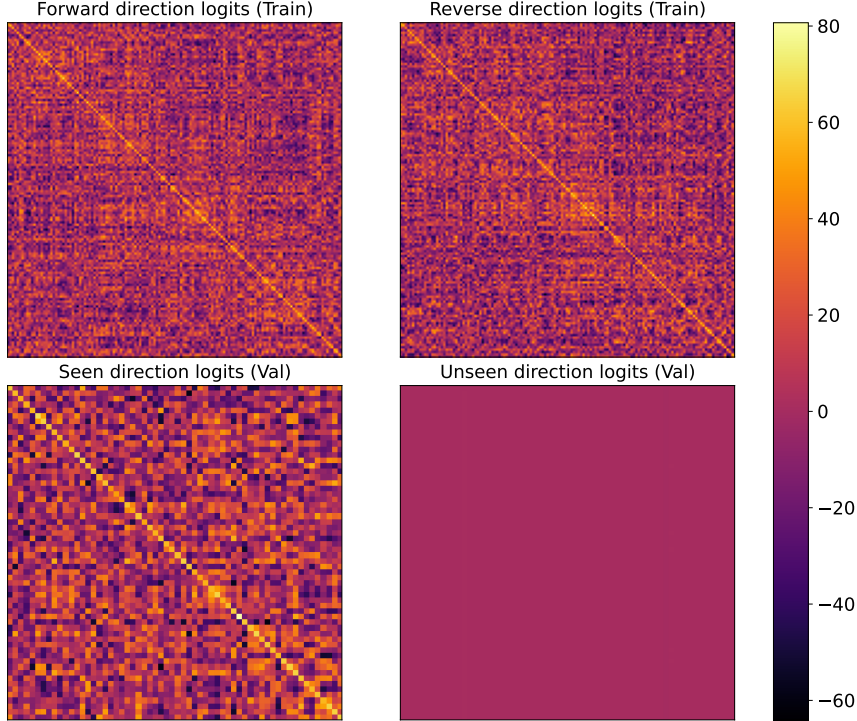 Forward direction logits (Train)
Reverse direction logits (Train)
Seen direction logits (Val)
Unseen direction logits (Val)
80
60
40
20
0
−20
−40
−60